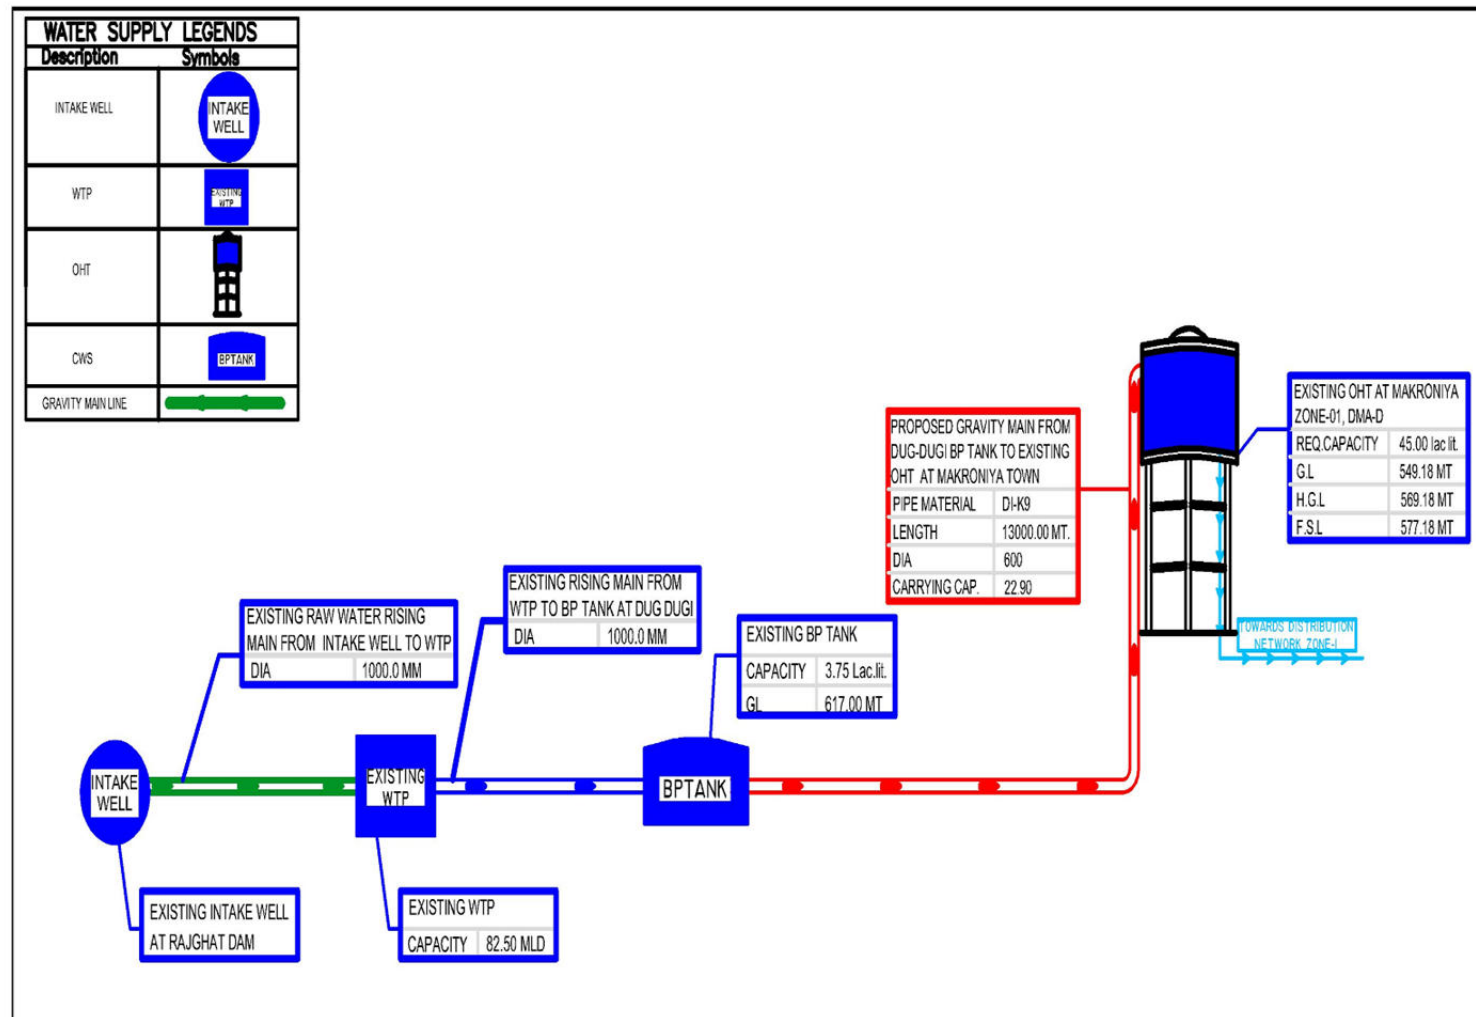 WATER SUPPLY LEGENDS
Description Symbols
INTAKE WELL
INTAKE
WELL
WTP
EXISTING
WTP
OHT
CWS
BPTANK
GRAVITY MAIN LINE
EXISTING OHT AT MAKRONIYA
ZONE-01, DMA-D
REQ.CAPACITY 45.00 lac lit.
G.L 549.18 MT
H.G.L 569.18 MT
F.S.L 577.18 MT
PROPOSED GRAVITY MAIN FROM
DUG-DUGI BP TANK TO EXISTING
OHT AT MAKRONIYA TOWN
PIPE MATERIAL DI-K9
LENGTH 13000.00 MT.
DIA 600
CARRYING CAP. 22.90
TOWARDS DISTRIBUTION
NETWORK ZONE-I
EXISTING RISING MAIN FROM
WTP TO BP TANK AT DUG DUGI
DIA 1000.0 MM
EXISTING RAW WATER RISING
MAIN FROM INTAKE WELL TO WTP
DIA 1000.0 MM
EXISTING BP TANK
CAPACITY 3.75 Lac.lit.
GL 617.00 MT
INTAKE
WELL
EXISTING
WTP
BPTANK
EXISTING INTAKE WELL
AT RAJGHAT DAM
EXISTING WTP
CAPACITY 82.50 MLD